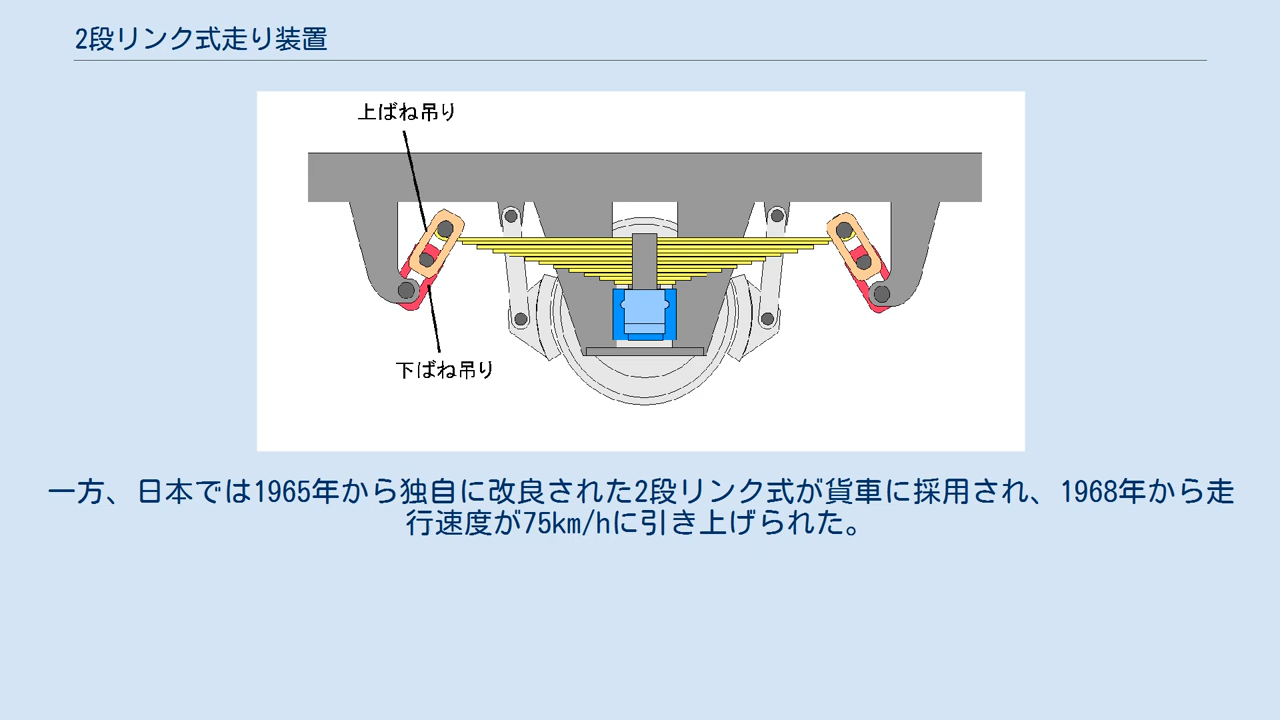 2段リンク式走り装置
上ばね吊り
下ばね吊り
一方、日本では1965年から独自に改良された2段リンク式が貨車に採用され、1968年から走
行速度が75km/hに引き上げられた。